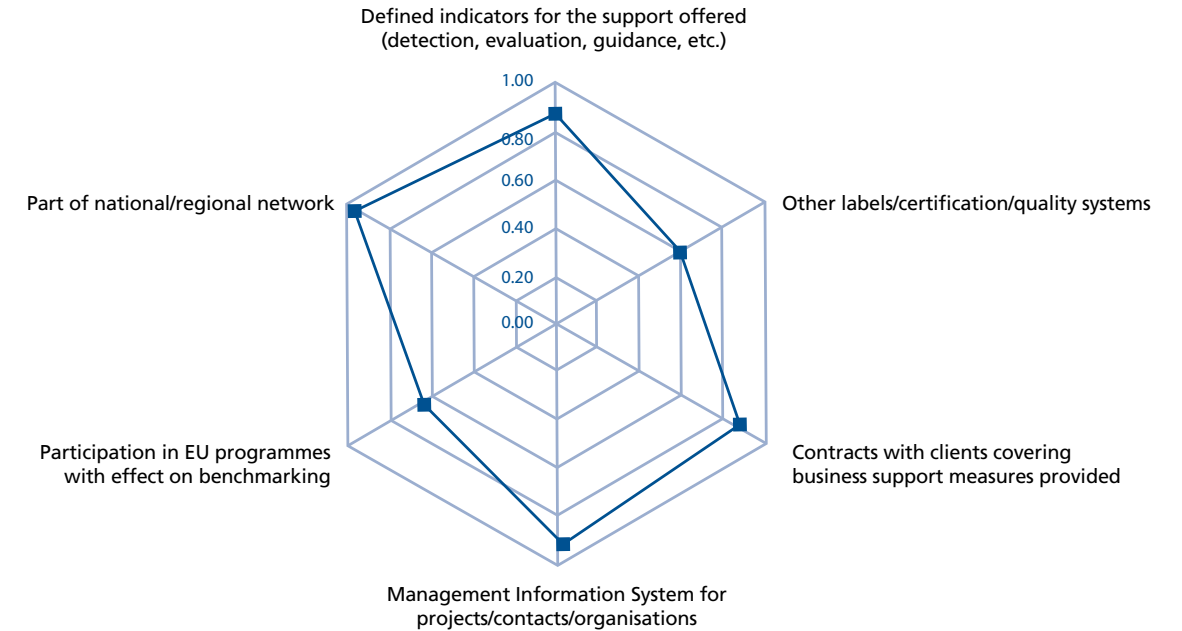 Defined indicators for the support offered
(detection, evaluation, guidance, etc.)
1.00
0.80
0.60
0.40
0.20
0.00
Part of national/regional network
Other labels/certification/quality systems
Participation in EU programmes
with effect on benchmarking
Contracts with clients covering
business support measures provided
Management Information System for
projects/contacts/organisations